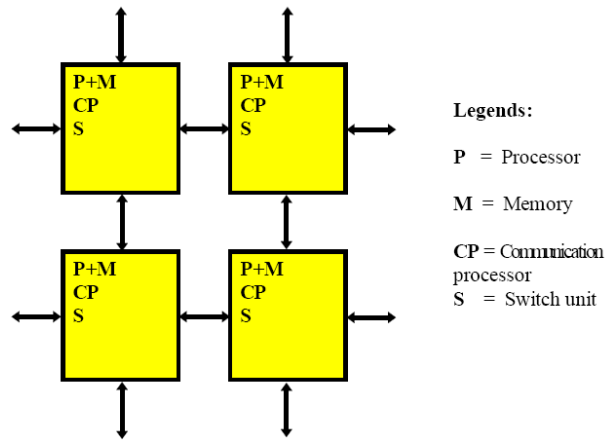 P+M
CP
S
P+M
CP
S
P+M
CP
S
P+M
CP
S
Legends:
P = Processor
M = Memory
CP = Communication
processor
S = Switch unit